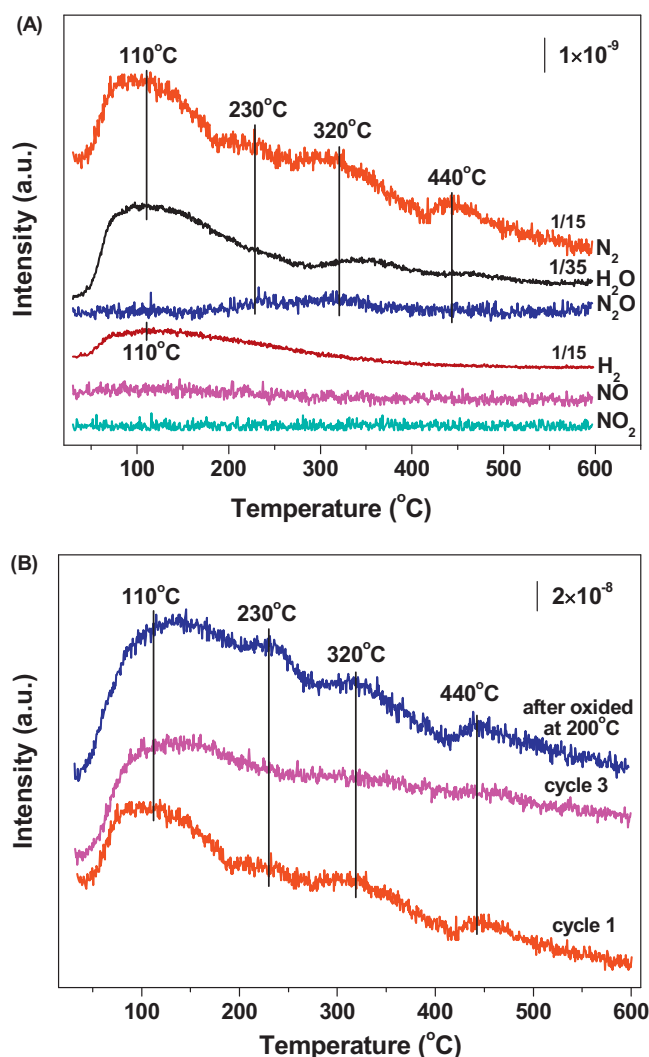 (A)
110°C
1×10⁻⁹
230°C
320°C
440°C
1/15
N₂
1/35
H₂O
N₂O
110°C
1/15
H₂
NO
NO₂
Intensity (a.u.)
100 200 300 400 500 600
Temperature (°C)
(B)
110°C
2×10⁻⁸
230°C
320°C
440°C
after oxided
at 200°C
cycle 3
cycle 1
Intensity (a.u.)
100 200 300 400 500 600
Temperature (°C)